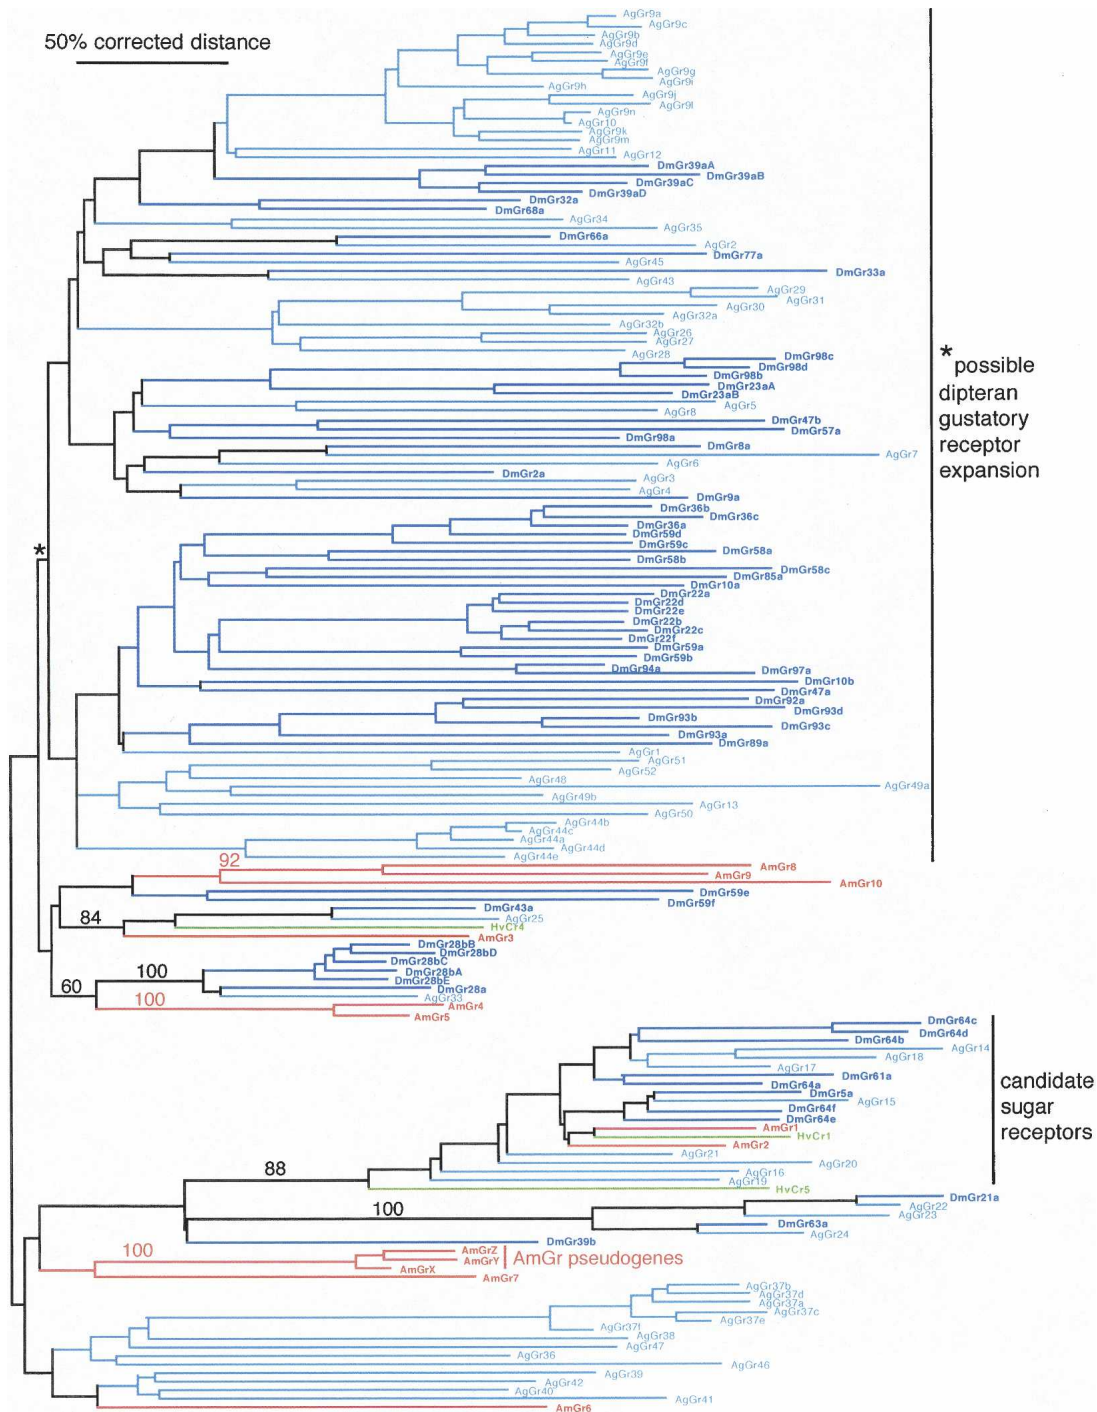 50% corrected distance
AgGr9a
AgGr9c
AgGr9b
AgGr9d
AgGr9e
AgGr9f
AgGr9g
AgGr9i
AgGr9h
AgGr9j
AgGr9l
AgGr9n
AgGr10
AgGr9k
AgGr9m
AgGr11
AgGr12
DmGr39aA
DmGr39aB
DmGr39aC
DmGr39aD
DmGr32a
DmGr68a
AgGr34
AgGr35
DmGr66a
AgGr2
DmGr77a
AgGr45
DmGr33a
AgGr43
AgGr29
AgGr31
AgGr30
AgGr32a
AgGr32b
AgGr26
AgGr27
AgGr28
DmGr98c
DmGr98d
DmGr98b
DmGr23aA
DmGr23aB
AgGr5
AgGr8
DmGr47b
DmGr57a
DmGr98a
DmGr8a
AgGr7
AgGr6
DmGr2a
AgGr3
AgGr4
DmGr9a
*possible
dipteran
gustatory
receptor
expansion
DmGr36b
DmGr36c
DmGr36a
DmGr59d
DmGr59c
*
DmGr58a
DmGr58b
DmGr58c
DmGr85a
DmGr10a
DmGr22a
DmGr22d
DmGr22e
DmGr22b
DmGr22c
DmGr22f
DmGr59a
DmGr59b
DmGr94a
DmGr97a
DmGr10b
DmGr47a
DmGr92a
DmGr93d
DmGr93b
DmGr93c
DmGr93a
DmGr89a
AgGr1
AgGr51
AgGr52
AgGr48
AgGr49a
AgGr49b
AgGr13
AgGr50
AgGr44b
AgGr44c
AgGr44a
AgGr44d
AgGr44e
92
AmGr8
AmGr9
AmGr10
DmGr59e
DmGr59f
84
DmGr43a
AgGr25
HvCr4
AmGr3
DmGr28bB
DmGr28bD
DmGr28bC
DmGr28bA
DmGr28bE
100
60
DmGr28a
AgGr33
100
AmGr4
AmGr5
DmGr64c
DmGr64d
DmGr64b
AgGr14
AgGr18
AgGr17
DmGr61a
DmGr64a
DmGr5a
AgGr15
DmGr64f
DmGr64e
AmGr1
HvCr1
AmGr2
AgGr21
AgGr20
AgGr16
AgGr19
HvCr5
candidate
sugar
receptors
88
DmGr21a
AgGr22
AgGr23
100
DmGr63a
AgGr24
DmGr39b
100
AmGrZ
AmGrY
AmGrX
AmGr pseudogenes
AmGr7
AgGr37b
AgGr37d
AgGr37a
AgGr37c
AgGr37e
AgGr37f
AgGr38
AgGr47
AgGr36
AgGr46
AgGr39
AgGr42
AgGr40
AgGr41
AmGr6